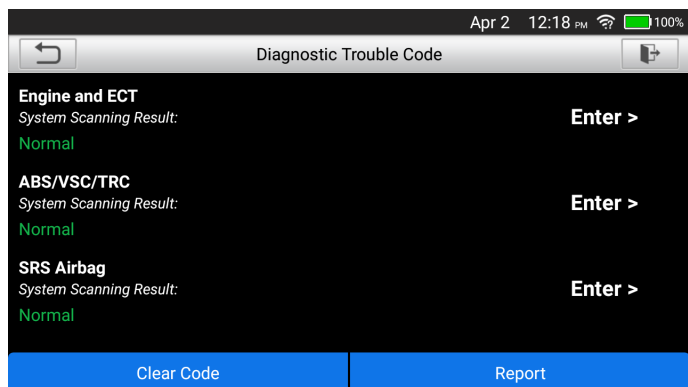 Apr 2 12:18 PM 100%
Diagnostic Trouble Code
Engine and ECT
System Scanning Result:
Enter >
Normal
ABS/VSC/TRC
System Scanning Result:
Enter >
Normal
SRS Airbag
System Scanning Result:
Enter >
Normal
Clear Code Report